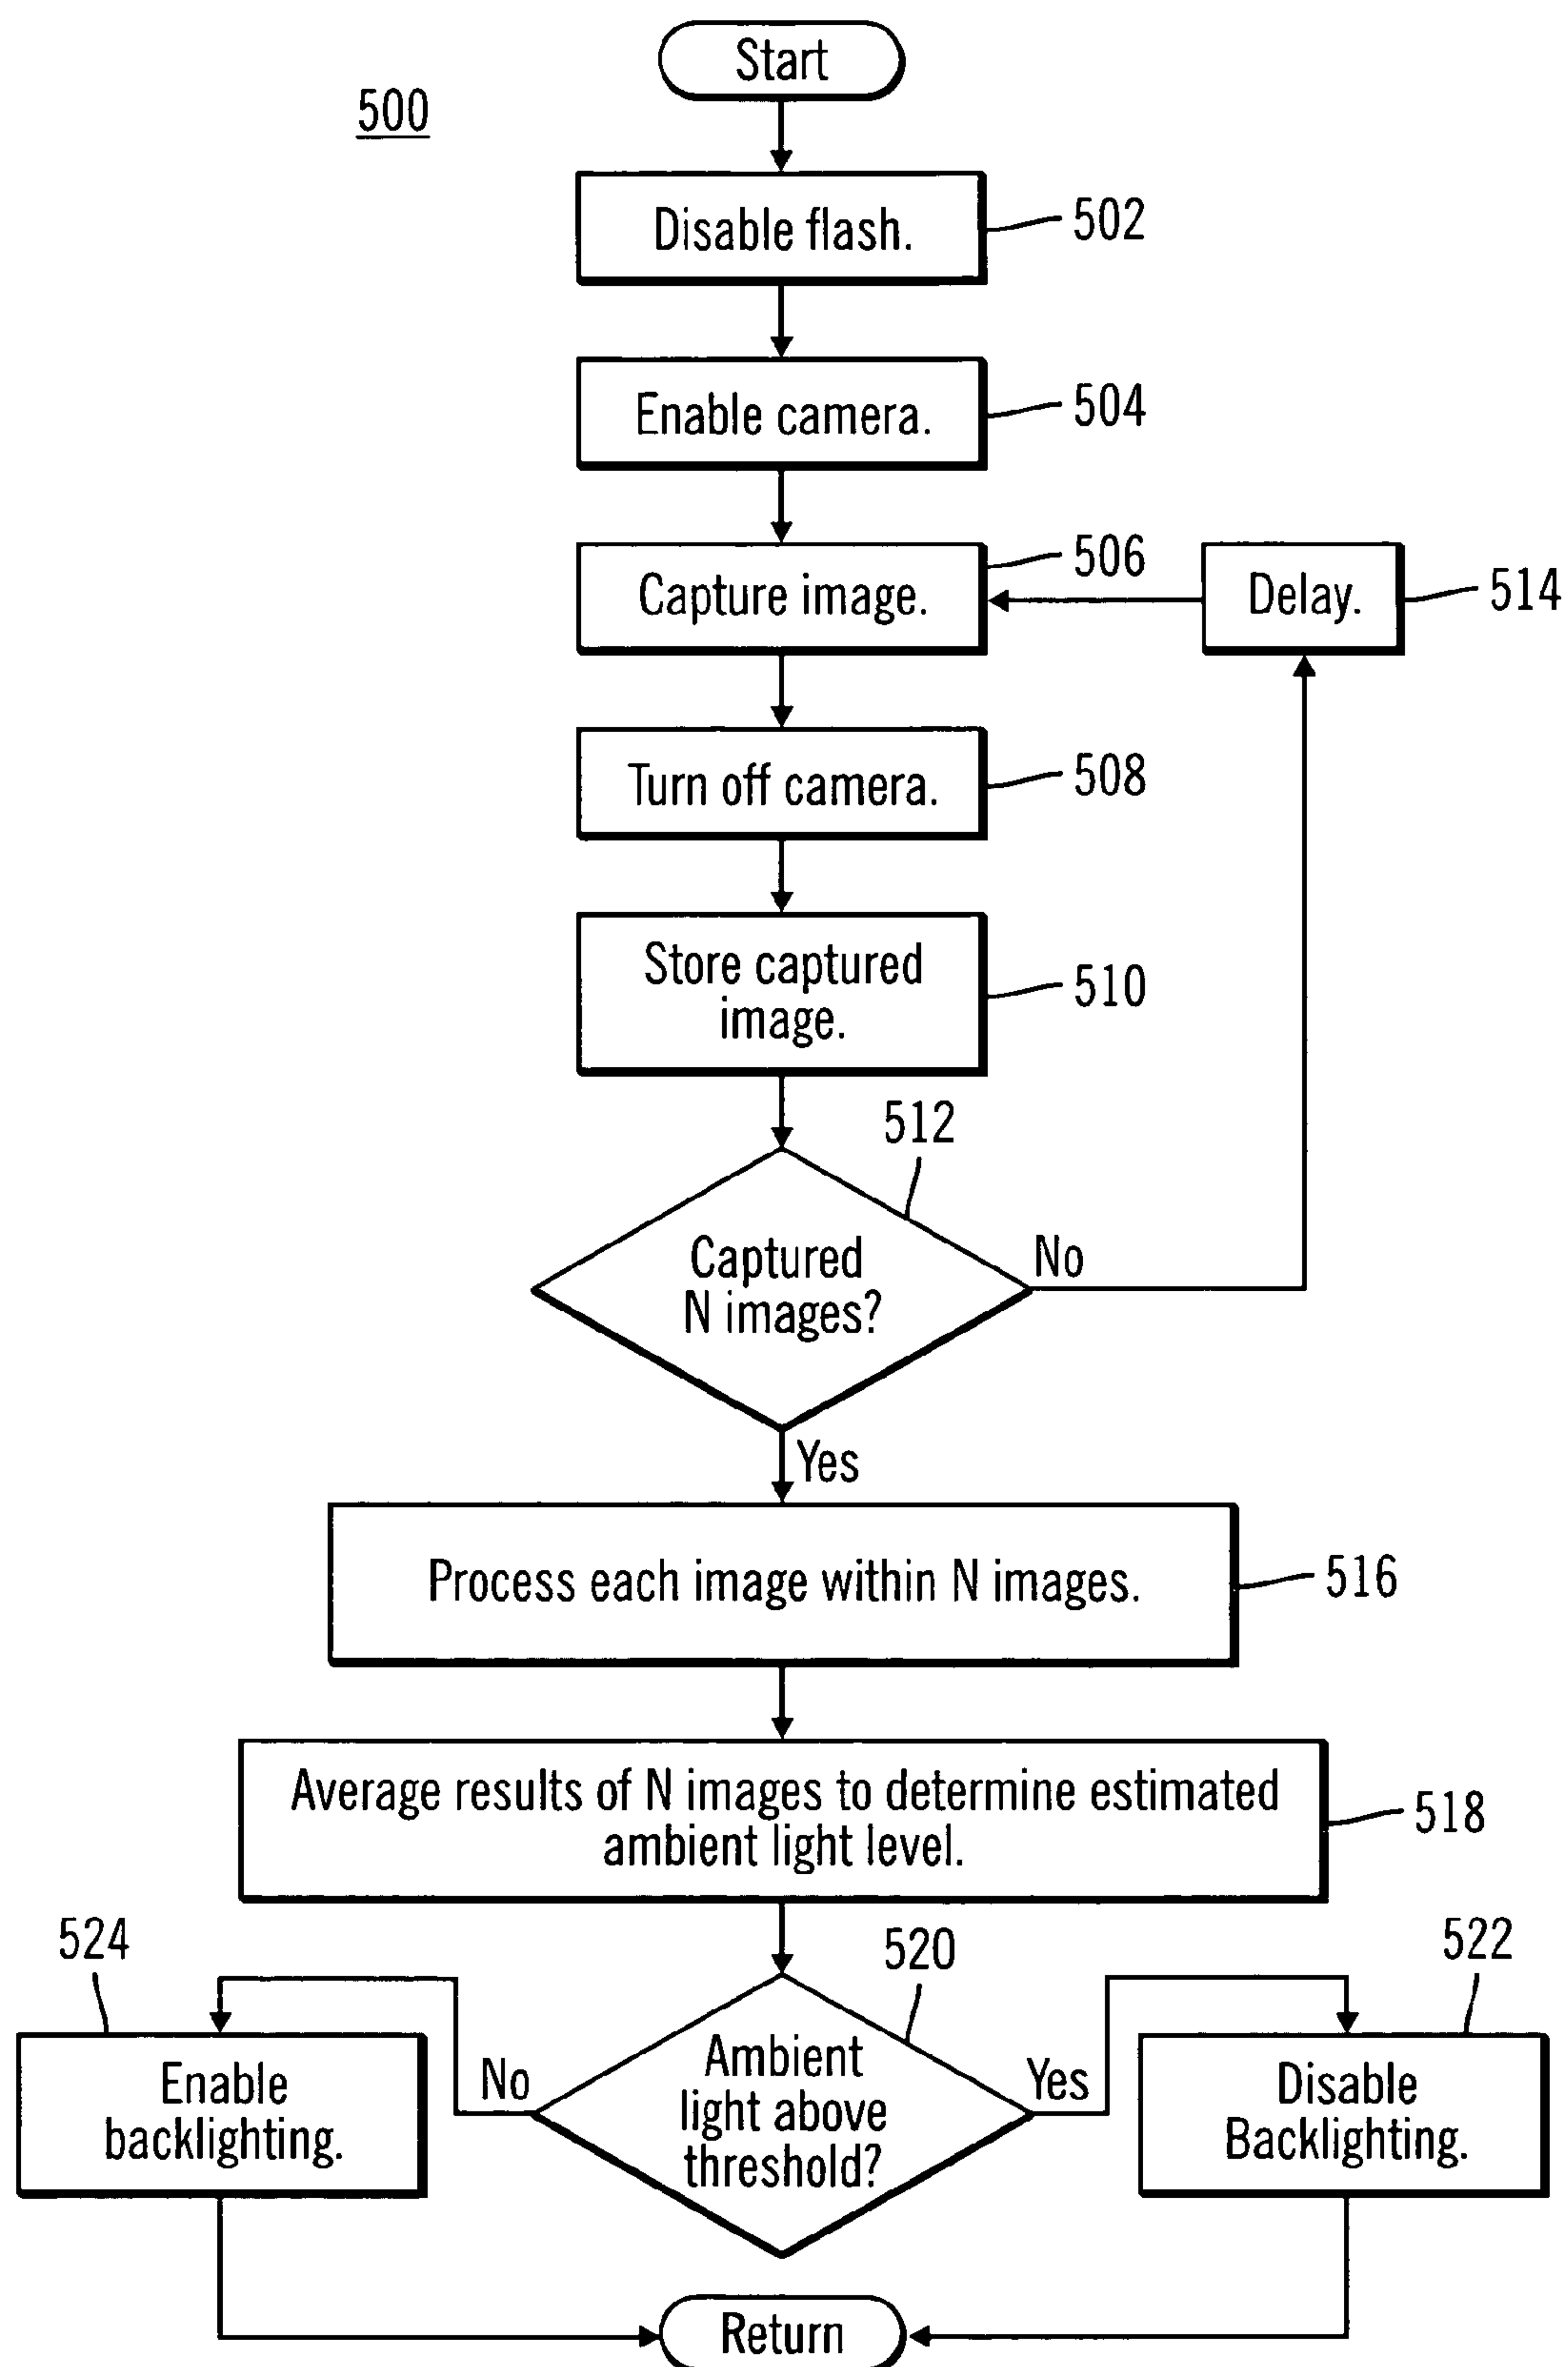 Start
500
Disable flash.
502
Enable camera.
504
Capture image.
506
Delay.
514
Turn off camera.
508
Store captured
image.
510
512
Captured
N images?
No
Yes
Process each image within N images.
516
Average results of N images to determine estimated
ambient light level.
518
524
520
522
Enable
backlighting.
No
Ambient
light above
threshold?
Yes
Disable
Backlighting.
Return